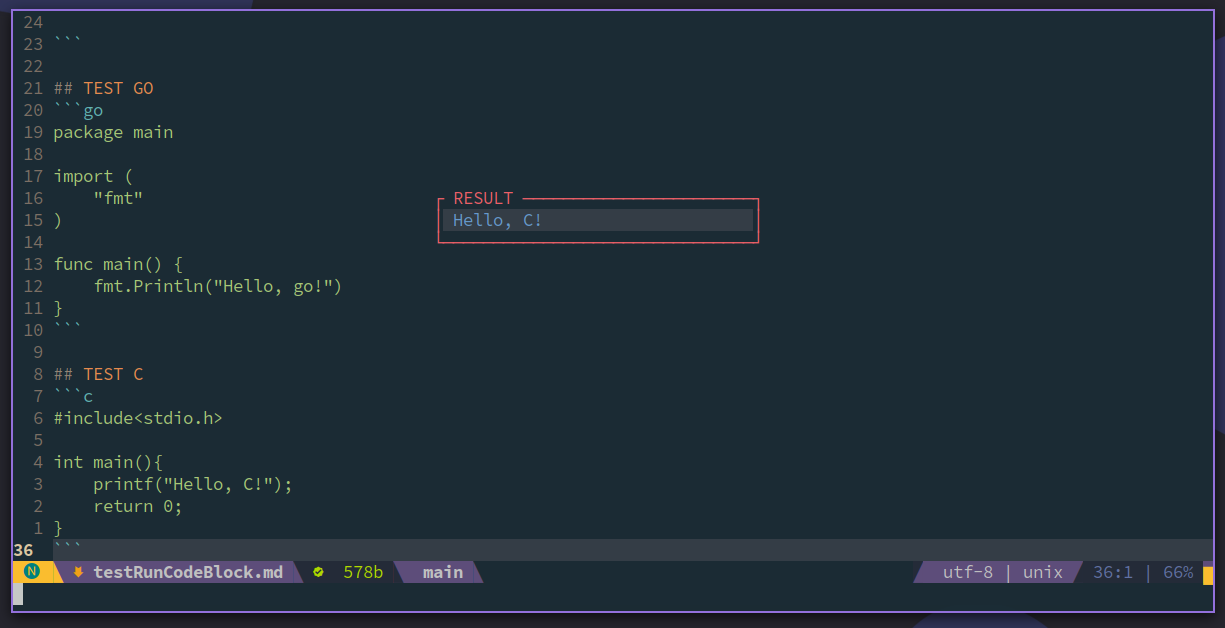 24
23 ```
22
21 ## TEST GO
20 ```go
19 package main
18
17 import (
16     "fmt"
15 )
14
13 func main() {
12     fmt.Println("Hello, go!")
11 }
10 ```
9
8 ## TEST C
7 ```c
6 #include<stdio.h>
5
4 int main(){
3     printf("Hello, C!");
2     return 0;
1 }
36 ```
RESULT
Hello, C!
N testRunCodeBlock.md 578b main utf-8 | unix 36:1 | 66%